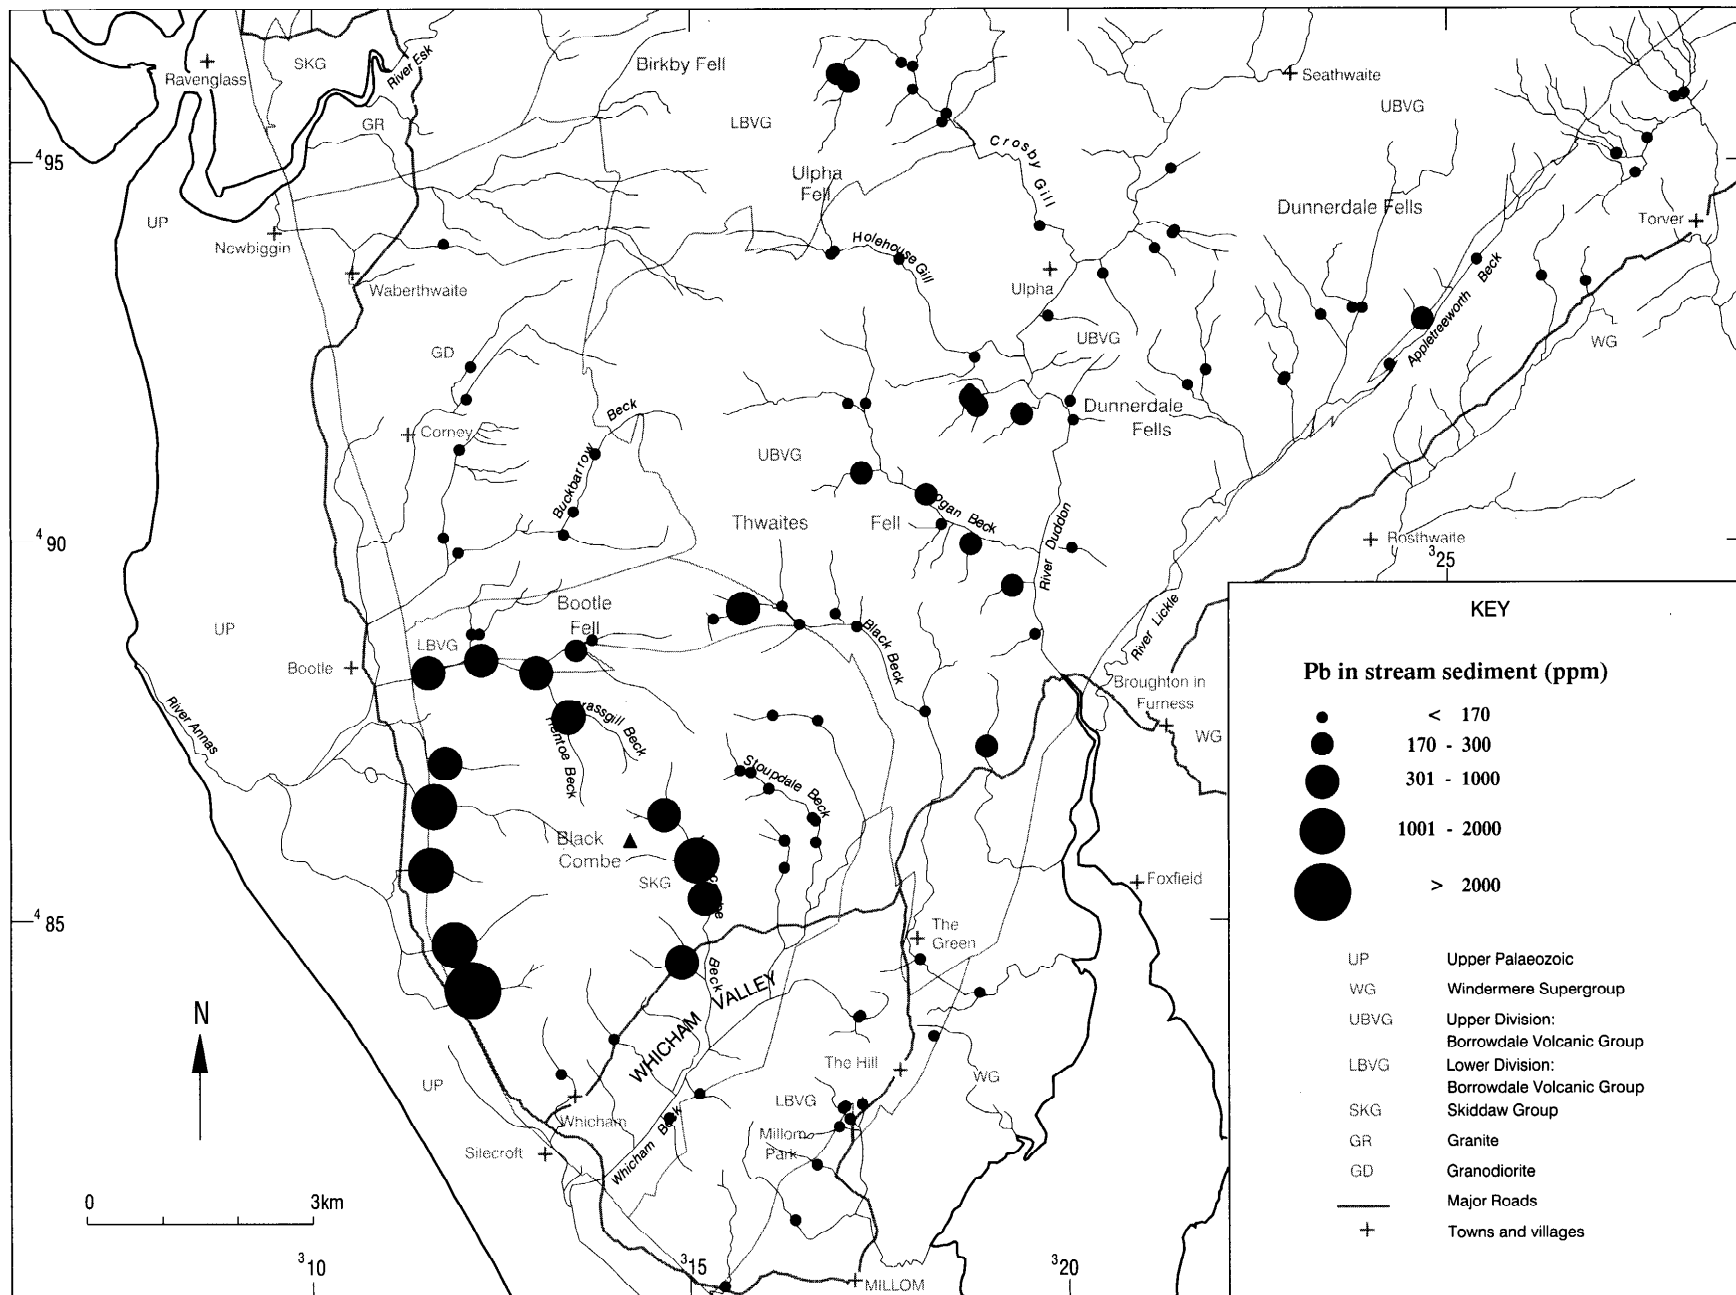 Ravenglass
SKG
River Esk
Birkby Fell
Seathwaite
UBVG
GR
LBVG
Crosby Gill
4 95
Ulpha
Fell
UP
Dunnerdale Fells
Torver
Newbiggin
Holehouse Gill
Waberthwaite
Ulpha
Appletreeworth Beck
GD
UBVG
WG
Corney
Buckbarrow Beck
Dunnerdale
Fells
UBVG
Thwaites Fell
Logan Beck
River Duddon
4 90
Rosthwaite
3 25
Bootle
Fell
UP
LBVG
Bootle
Black Beck
River Lickle
Broughton in
Furness
WG
River Annas
Grassgill Beck
Beck
Stoupdale Beck
Black
Combe
SKG
Foxfield
4 85
The
Green
Beck
WHICHAM VALLEY
N
The Hill
UP
WG
LBVG
Whicham
Millom
Park
Silecroft
Whicham Beck
0 3km
3 10
3 15
3 20
MILLOM
KEY
Pb in stream sediment (ppm)
< 170
170 - 300
301 - 1000
1001 - 2000
> 2000
UP Upper Palaeozoic
WG Windermere Supergroup
UBVG Upper Division:
Borrowdale Volcanic Group
LBVG Lower Division:
Borrowdale Volcanic Group
SKG Skiddaw Group
GR Granite
GD Granodiorite
Major Roads
Towns and villages